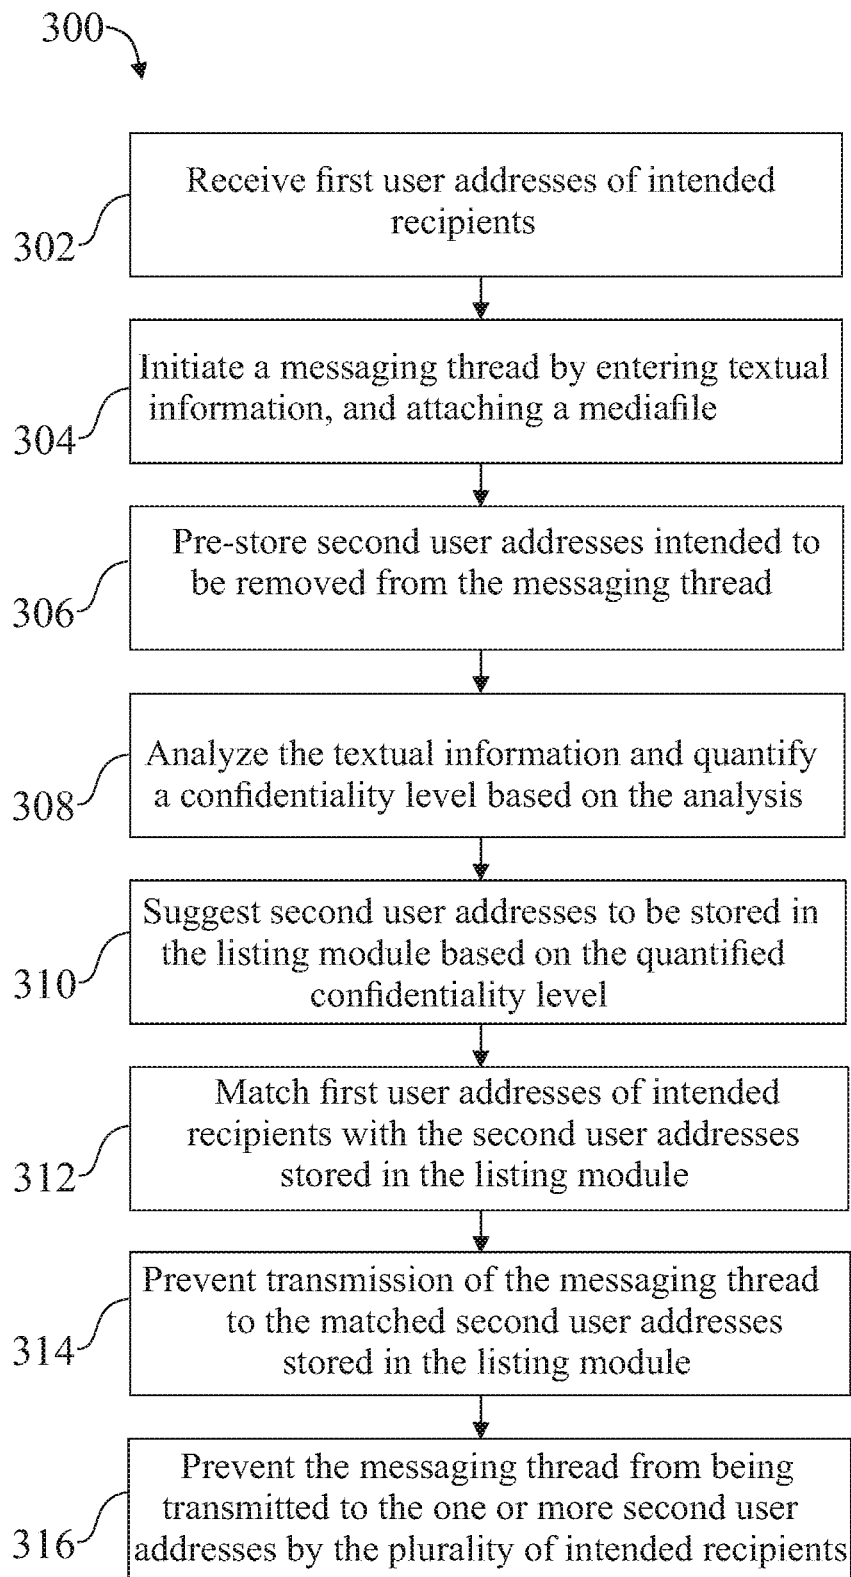 300
Receive first user addresses of intended
recipients
302
Initiate a messaging thread by entering textual
information, and attaching a mediafile
304
Pre-store second user addresses intended to
be removed from the messaging thread
306
Analyze the textual information and quantify
a confidentiality level based on the analysis
308
Suggest second user addresses to be stored in
the listing module based on the quantified
confidentiality level
310
Match first user addresses of intended
recipients with the second user addresses
stored in the listing module
312
Prevent transmission of the messaging thread
to the matched second user addresses
stored in the listing module
314
Prevent the messaging thread from being
transmitted to the one or more second user
addresses by the plurality of intended recipients
316